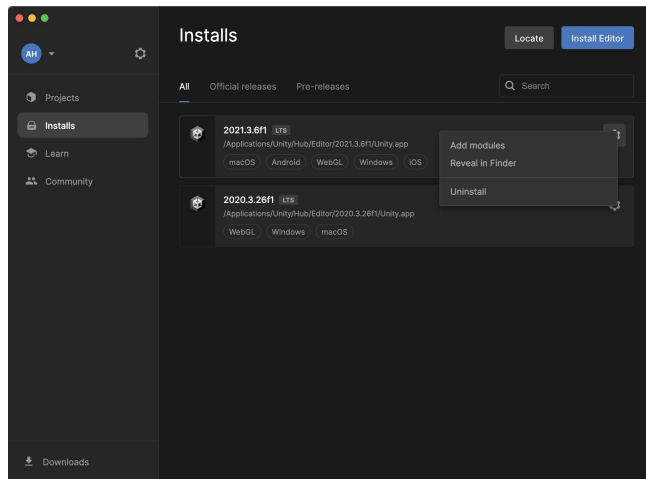 Installs
Locate
Install Editor
AH
All
Official releases
Pre-releases
Search
Projects
Installs
Learn
Community
2021.3.6f1 LTS
/Applications/Unity/Hub/Editor/2021.3.6f1/Unity.app
macOS Android WebGL Windows iOS
Add modules
Reveal in Finder
Uninstall
2020.3.26f1 LTS
/Applications/Unity/Hub/Editor/2020.3.26f1/Unity.app
WebGL Windows macOS
Downloads